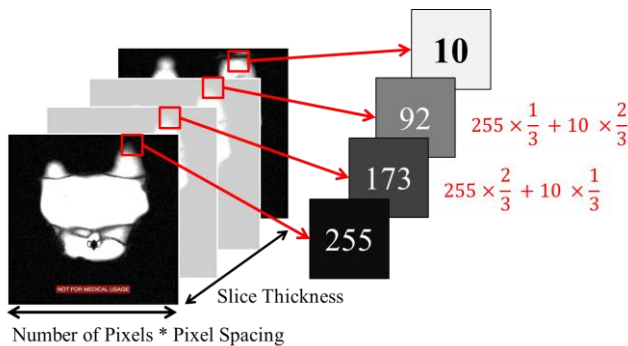 10
92
255 × 1/3 + 10 × 2/3
173
255 × 2/3 + 10 × 1/3
255
NOT FOR MEDICAL USAGE
Slice Thickness
Number of Pixels * Pixel Spacing